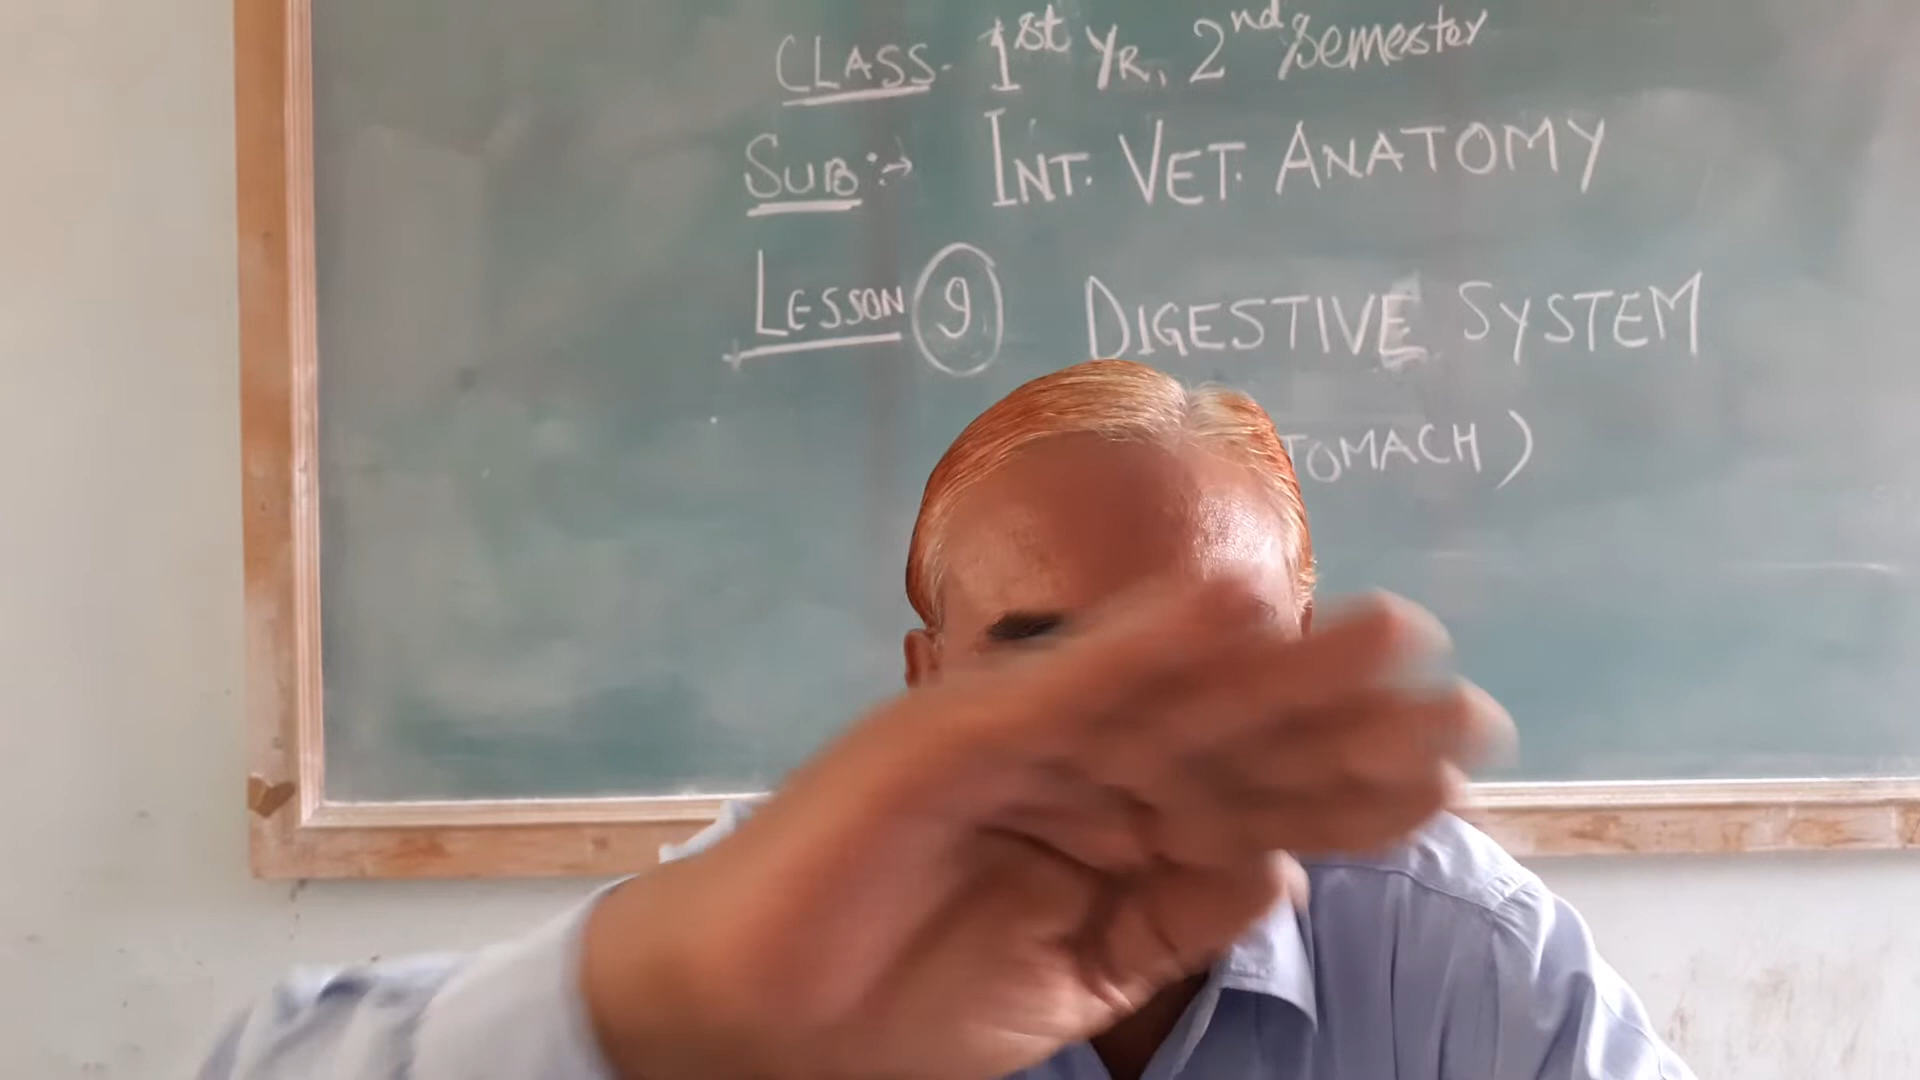 CLASS- 1st YR, 2nd Semester
SUB:→ INT. VET. ANATOMY
LESSON 9 DIGESTIVE SYSTEM
TOMACH)